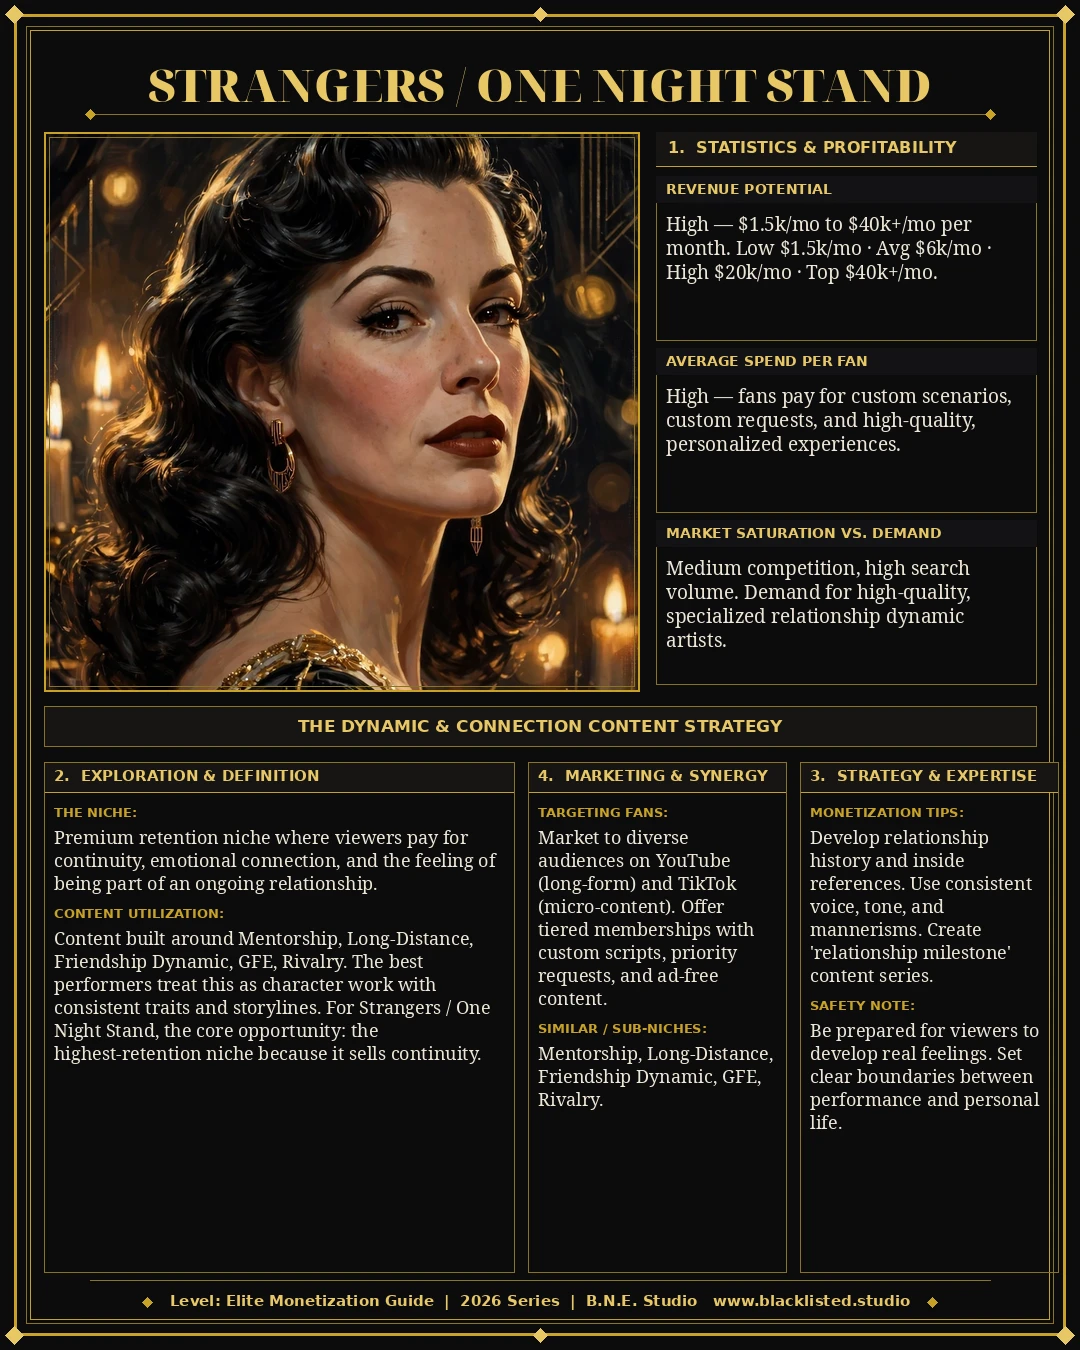 STRANGERS / ONE NIGHT STAND
1. STATISTICS & PROFITABILITY
REVENUE POTENTIAL
High — $1.5k/mo to $40k+/mo per
month. Low $1.5k/mo · Avg $6k/mo ·
High $20k/mo · Top $40k+/mo.
AVERAGE SPEND PER FAN
High — fans pay for custom scenarios,
custom requests, and high-quality,
personalized experiences.
MARKET SATURATION VS. DEMAND
Medium competition, high search
volume. Demand for high-quality,
specialized relationship dynamic
artists.
THE DYNAMIC & CONNECTION CONTENT STRATEGY
2. EXPLORATION & DEFINITION
THE NICHE:
Premium retention niche where viewers pay for
continuity, emotional connection, and the feeling of
being part of an ongoing relationship.
CONTENT UTILIZATION:
Content built around Mentorship, Long-Distance,
Friendship Dynamic, GFE, Rivalry. The best
performers treat this as character work with
consistent traits and storylines. For Strangers / One
Night Stand, the core opportunity: the
highest-retention niche because it sells continuity.
4. MARKETING & SYNERGY
TARGETING FANS:
Market to diverse
audiences on YouTube
(long-form) and TikTok
(micro-content). Offer
tiered memberships with
custom scripts, priority
requests, and ad-free
content.
SIMILAR / SUB-NICHES:
Mentorship, Long-Distance,
Friendship Dynamic, GFE,
Rivalry.
3. STRATEGY & EXPERTISE
MONETIZATION TIPS:
Develop relationship
history and inside
references. Use consistent
voice, tone, and
mannerisms. Create
'relationship milestone'
content series.
SAFETY NOTE:
Be prepared for viewers to
develop real feelings. Set
clear boundaries between
performance and personal
life.
Level: Elite Monetization Guide | 2026 Series | B.N.E. Studio www.blacklisted.studio